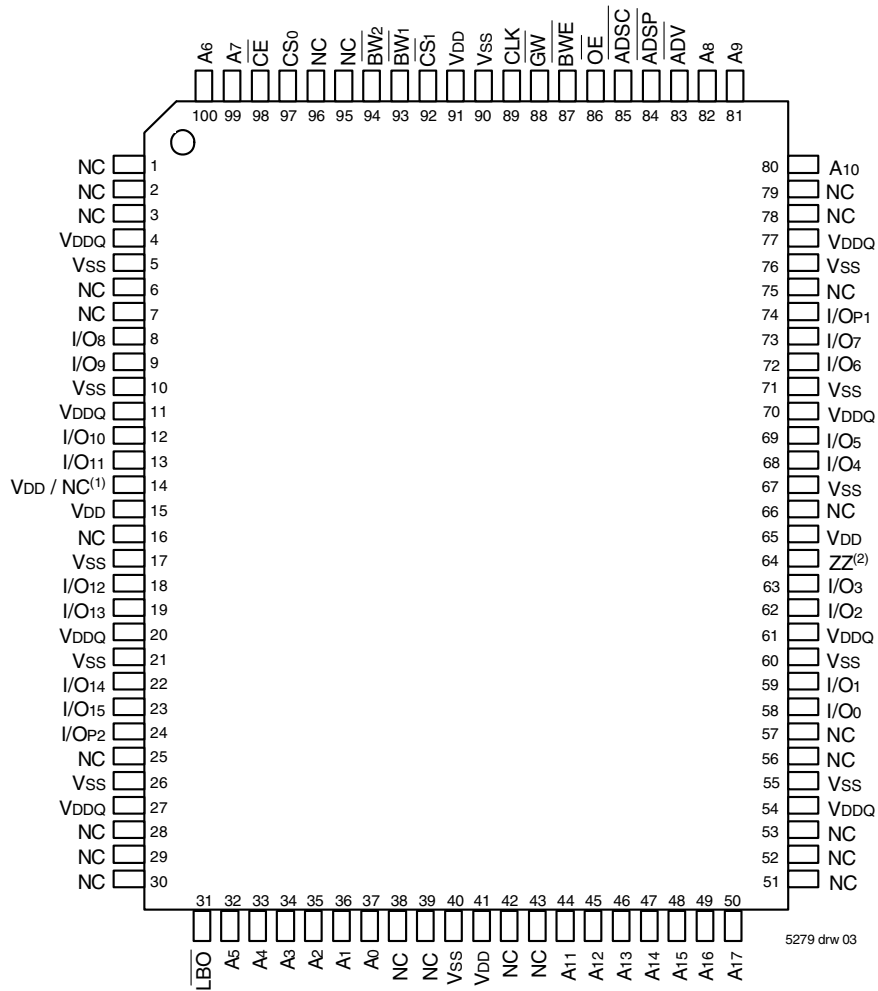 A6
A7
CE
CS0
NC
NC
BW2
BW1
CS1
VDD
VSS
CLK
GW
BWE
OE
ADSC
ADSP
ADV
A8
A9
100 99 98 97 96 95 94 93 92 91 90 89 88 87 86 85 84 83 82 81
NC 1
NC 2
NC 3
VDDQ 4
VSS 5
NC 6
NC 7
I/O8 8
I/O9 9
VSS 10
VDDQ 11
I/O10 12
I/O11 13
VDD / NC(1) 14
VDD 15
NC 16
VSS 17
I/O12 18
I/O13 19
VDDQ 20
VSS 21
I/O14 22
I/O15 23
I/OP2 24
NC 25
VSS 26
VDDQ 27
NC 28
NC 29
NC 30
80 A10
79 NC
78 NC
77 VDDQ
76 VSS
75 NC
74 I/OP1
73 I/O7
72 I/O6
71 VSS
70 VDDQ
69 I/O5
68 I/O4
67 VSS
66 NC
65 VDD
64 ZZ(2)
63 I/O3
62 I/O2
61 VDDQ
60 VSS
59 I/O1
58 I/O0
57 NC
56 NC
55 VSS
54 VDDQ
53 NC
52 NC
51 NC
31 32 33 34 35 36 37 38 39 40 41 42 43 44 45 46 47 48 49 50
LBO
A5
A4
A3
A2
A1
A0
NC
NC
VSS
VDD
NC
NC
A11
A12
A13
A14
A15
A16
A17
5279 drw 03